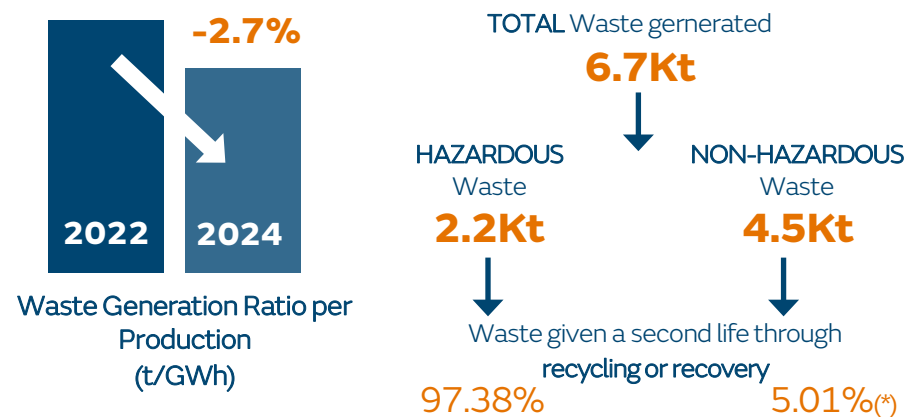 -2.7%
2022
2024
Waste Generation Ratio per
Production
(t/GWh)
TOTAL Waste gernerated
6.7Kt
HAZARDOUS
Waste
2.2Kt
NON-HAZARDOUS
Waste
4.5Kt
Waste given a second life through
recycling or recovery
97.38%
5.01%(*)